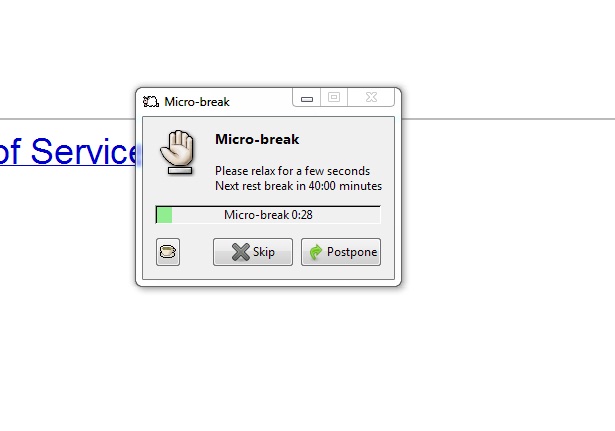 Micro-break
Micro-break
of Service
Please relax for a few seconds
Next rest break in 40:00 minutes
Micro-break 0:28
Skip
Postpone